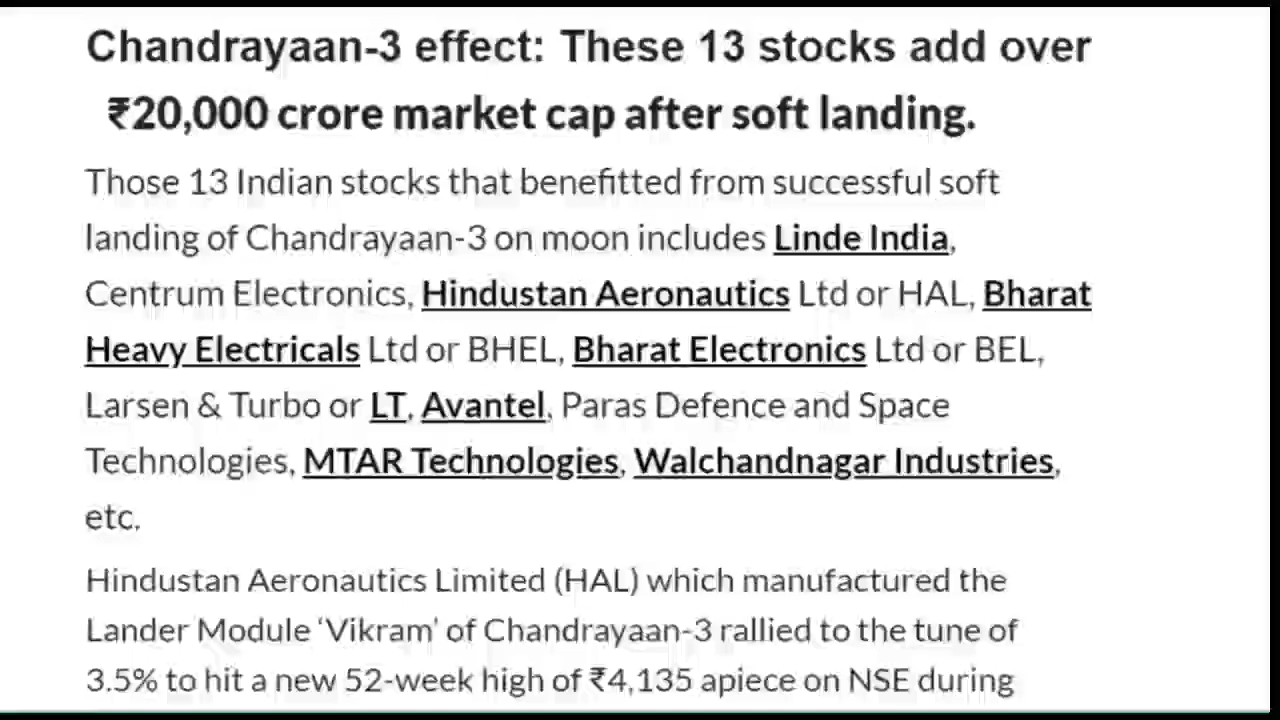 Chandrayaan-3 effect: These 13 stocks add over
₹20,000 crore market cap after soft landing.
Those 13 Indian stocks that benefitted from successful soft
landing of Chandrayaan-3 on moon includes Linde India,
Centrum Electronics, Hindustan Aeronautics Ltd or HAL, Bharat
Heavy Electricals Ltd or BHEL, Bharat Electronics Ltd or BEL,
Larsen & Turbo or LT, Avantel, Paras Defence and Space
Technologies, MTAR Technologies, Walchandnagar Industries,
etc.
Hindustan Aeronautics Limited (HAL) which manufactured the
Lander Module ‘Vikram’ of Chandrayaan-3 rallied to the tune of
3.5% to hit a new 52-week high of ₹4,135 apiece on NSE during